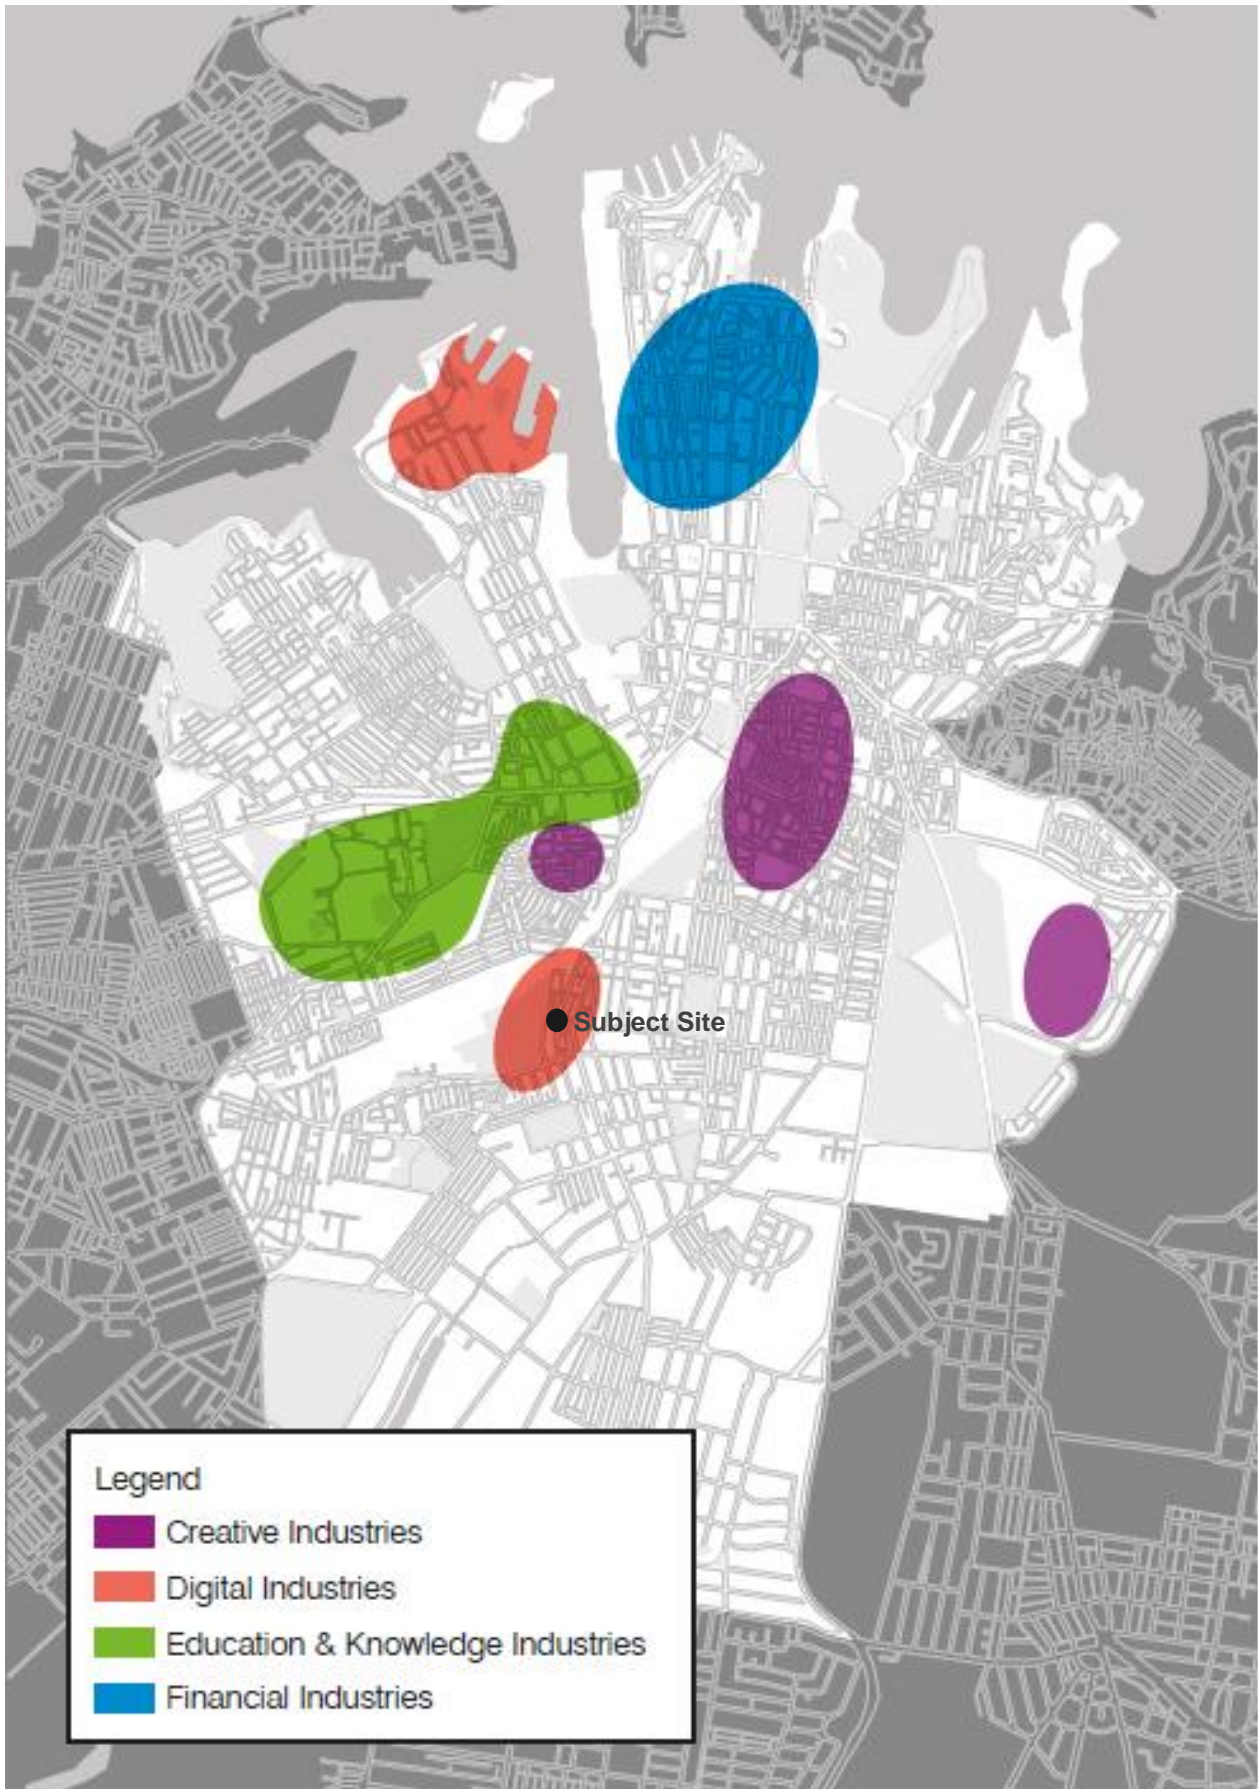 Subject Site
Legend
Creative Industries
Digital Industries
Education & Knowledge Industries
Financial Industries